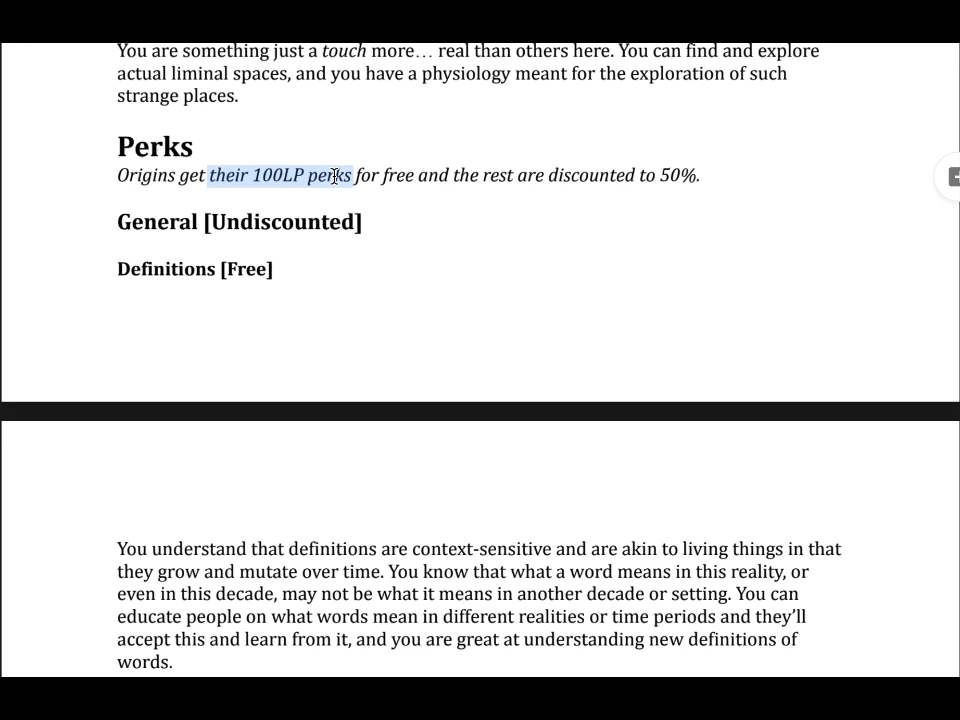 You are something just a touch more… real than others here. You can find and explore
actual liminal spaces, and you have a physiology meant for the exploration of such
strange places.
Perks
Origins get their 100LP perks for free and the rest are discounted to 50%.
General [Undiscounted]
Definitions [Free]
You understand that definitions are context-sensitive and are akin to living things in that
they grow and mutate over time. You know that what a word means in this reality, or
even in this decade, may not be what it means in another decade or setting. You can
educate people on what words mean in different realities or time periods and they’ll
accept this and learn from it, and you are great at understanding new definitions of
words.